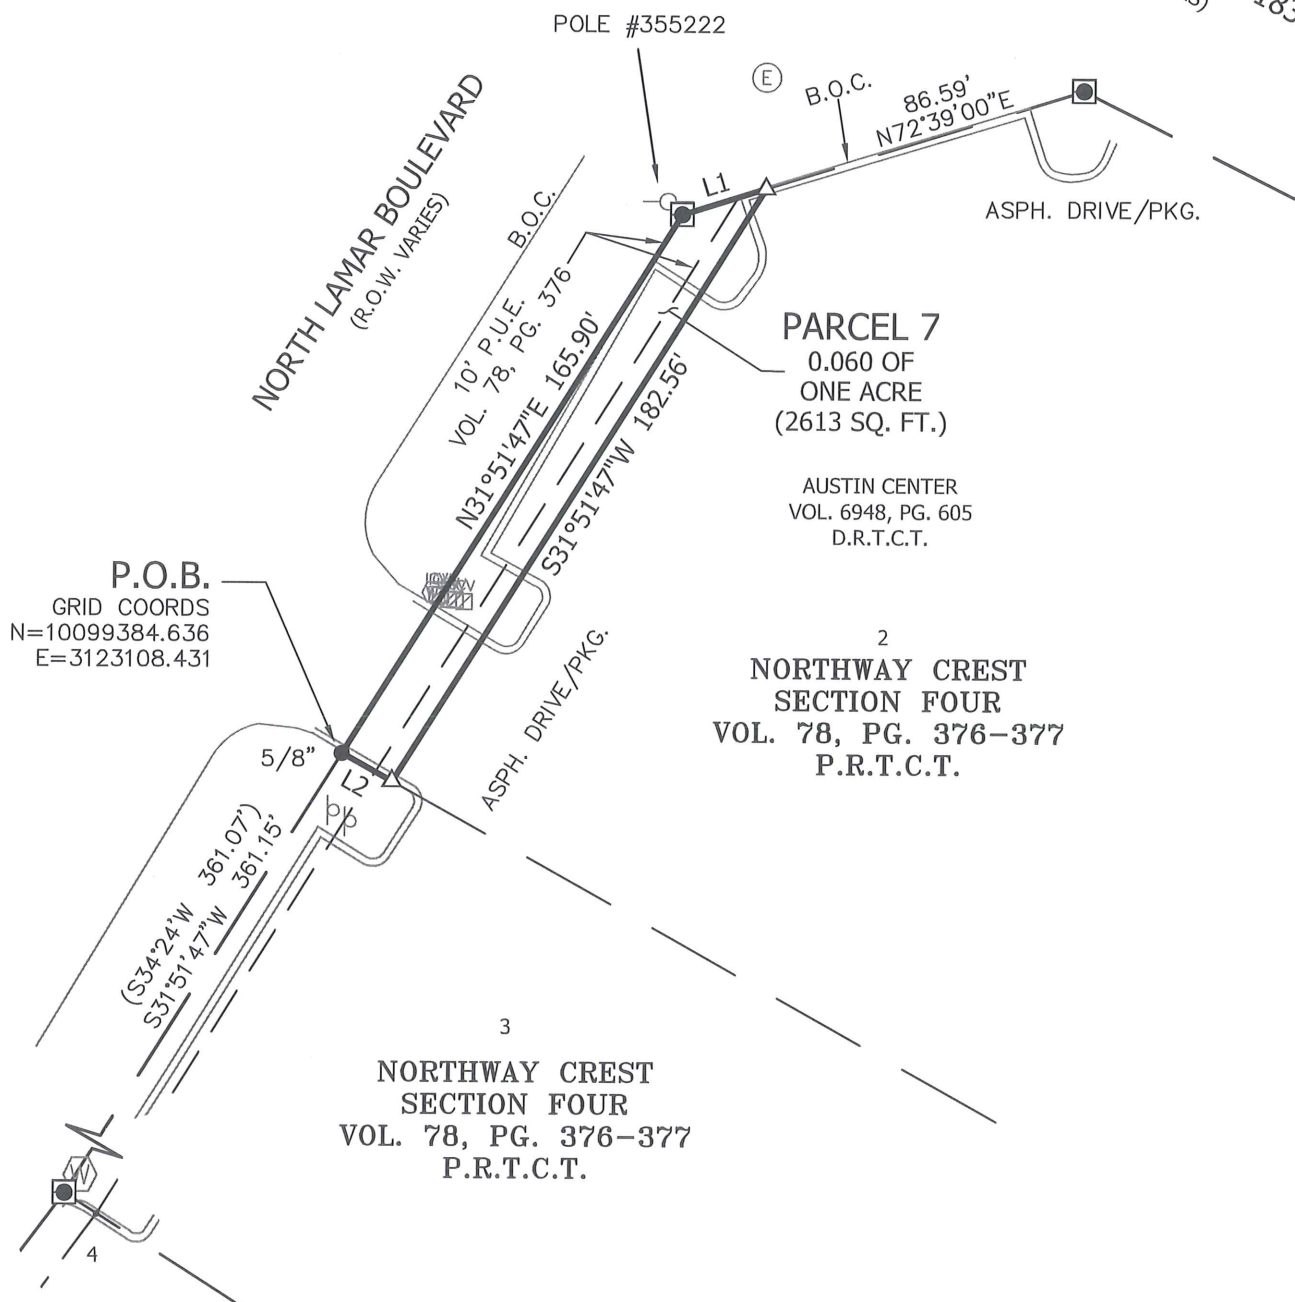 POLE #355222
E
B.O.C.
86.59'
N72°39'00"E
NORTH LAMAR BOULEVARD
(R.O.W. VARIES)
B.O.C.
L1
ASPH. DRIVE/PKG.
10' P.U.E.
VOL. 78, PG. 376
N31°51'47"E 165.90'
S31°51'47"W 182.56'
PARCEL 7
0.060 OF
ONE ACRE
(2613 SQ. FT.)
AUSTIN CENTER
VOL. 6948, PG. 605
D.R.T.C.T.
P.O.B.
GRID COORDS
N=10099384.636
E=3123108.431
5/8"
L2
ASPH. DRIVE/PKG.
2
NORTHWAY CREST
SECTION FOUR
VOL. 78, PG. 376-377
P.R.T.C.T.
(S34°24'W 361.07')
S31°51'47"W 361.15'
3
NORTHWAY CREST
SECTION FOUR
VOL. 78, PG. 376-377
P.R.T.C.T.
W
4